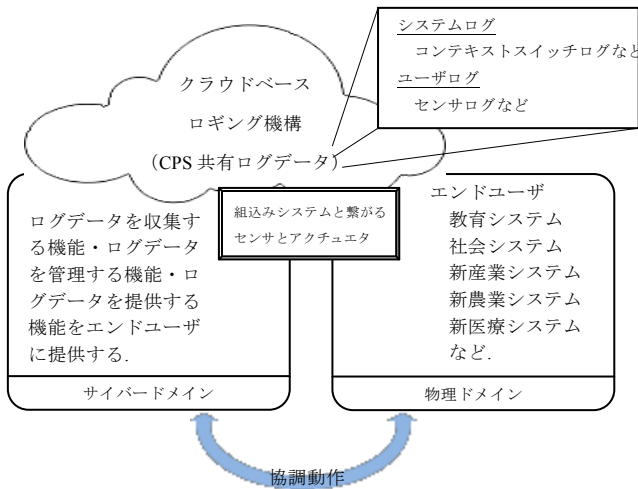 システムログ
コンテキストスイッチログなど
ユーザログ
センサログなど
クラウドベース
ロギング機構
（CPS 共有ログデータ）
組込みシステムと繋がる
センサとアクチュエタ
ログデータを収集す
る機能・ログデータ
を管理する機能・ロ
グデータを提供する
機能をエンドユーザ
に提供する.
サイバードメイン
エンドユーザ
教育システム
社会システム
新産業システム
新農業システム
新医療システム
など.
物理ドメイン
協調動作